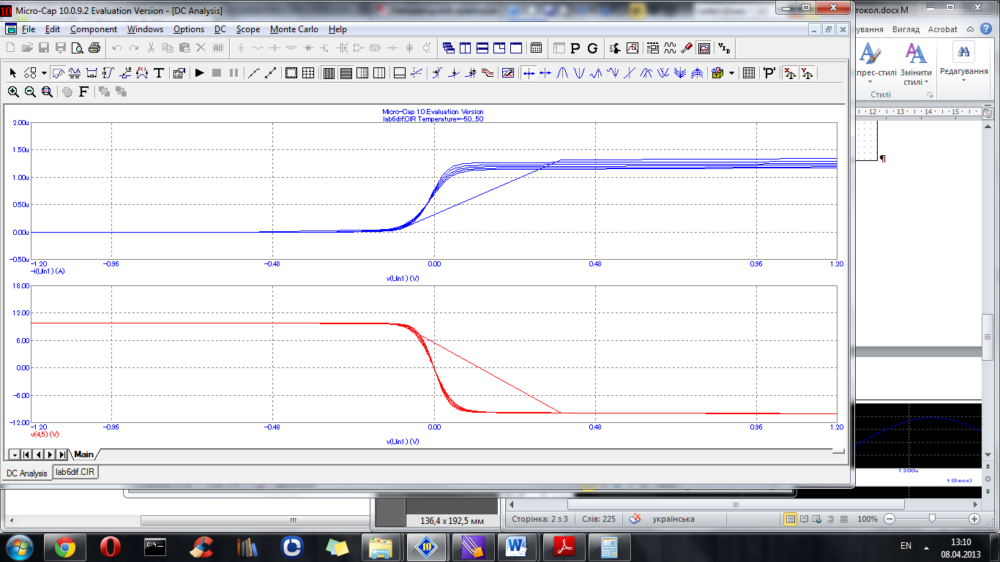 Micro-Cap 10.0.9.2 Evaluation Version - [DC Analysis]
File Edit Component Windows Options DC Scope Monte Carlo Help
Micro-Cap 10 Evaluation Version
lab6dif.CIR Temperature=-50...50
2.00u
1.50u
1.00u
0.50u
0.00u
-0.50u
-1.20 -0.96 -0.48 0.00 0.48 0.96 1.20
-i(Uin1) (A)
v(Uin1) (V)
18.00
12.00
6.00
0.00
-6.00
-12.00
-1.20 -0.96 -0.48 0.00 0.48 0.96 1.20
v(4,5) (V)
v(Uin1) (V)
Main
DC Analysis lab6dif.CIR
токол.docx
ування Вигляд Acrobat
прес-стилі Змінити стилі Редагування
Стилі
12 13 14 15
¶
1.200u
t (Secs)
136,4 x 192,5 мм
Сторінка: 2 з 3 Слів: 225 українська 100%
EN
13:10
08.04.2013